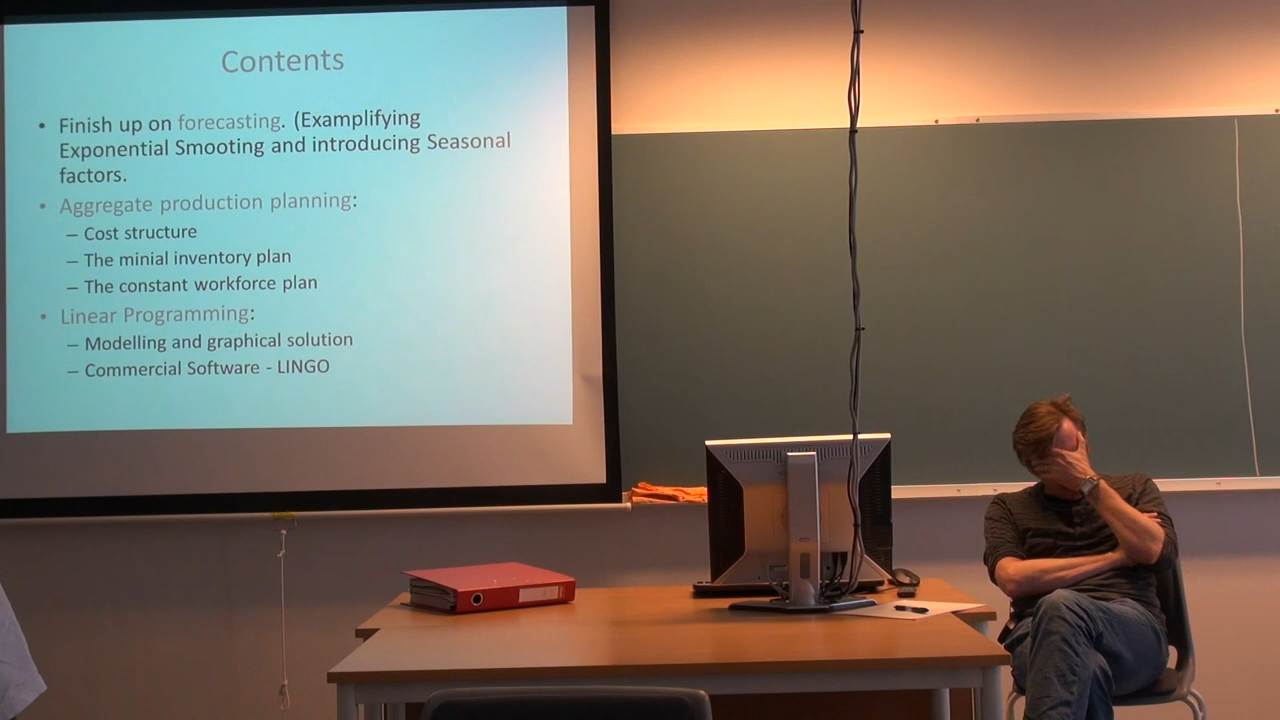 Contents
• Finish up on forecasting. (Examplifying
Exponential Smooting and introducing Seasonal
factors.
• Aggregate production planning:
– Cost structure
– The minial inventory plan
– The constant workforce plan
• Linear Programming:
– Modelling and graphical solution
– Commercial Software - LINGO